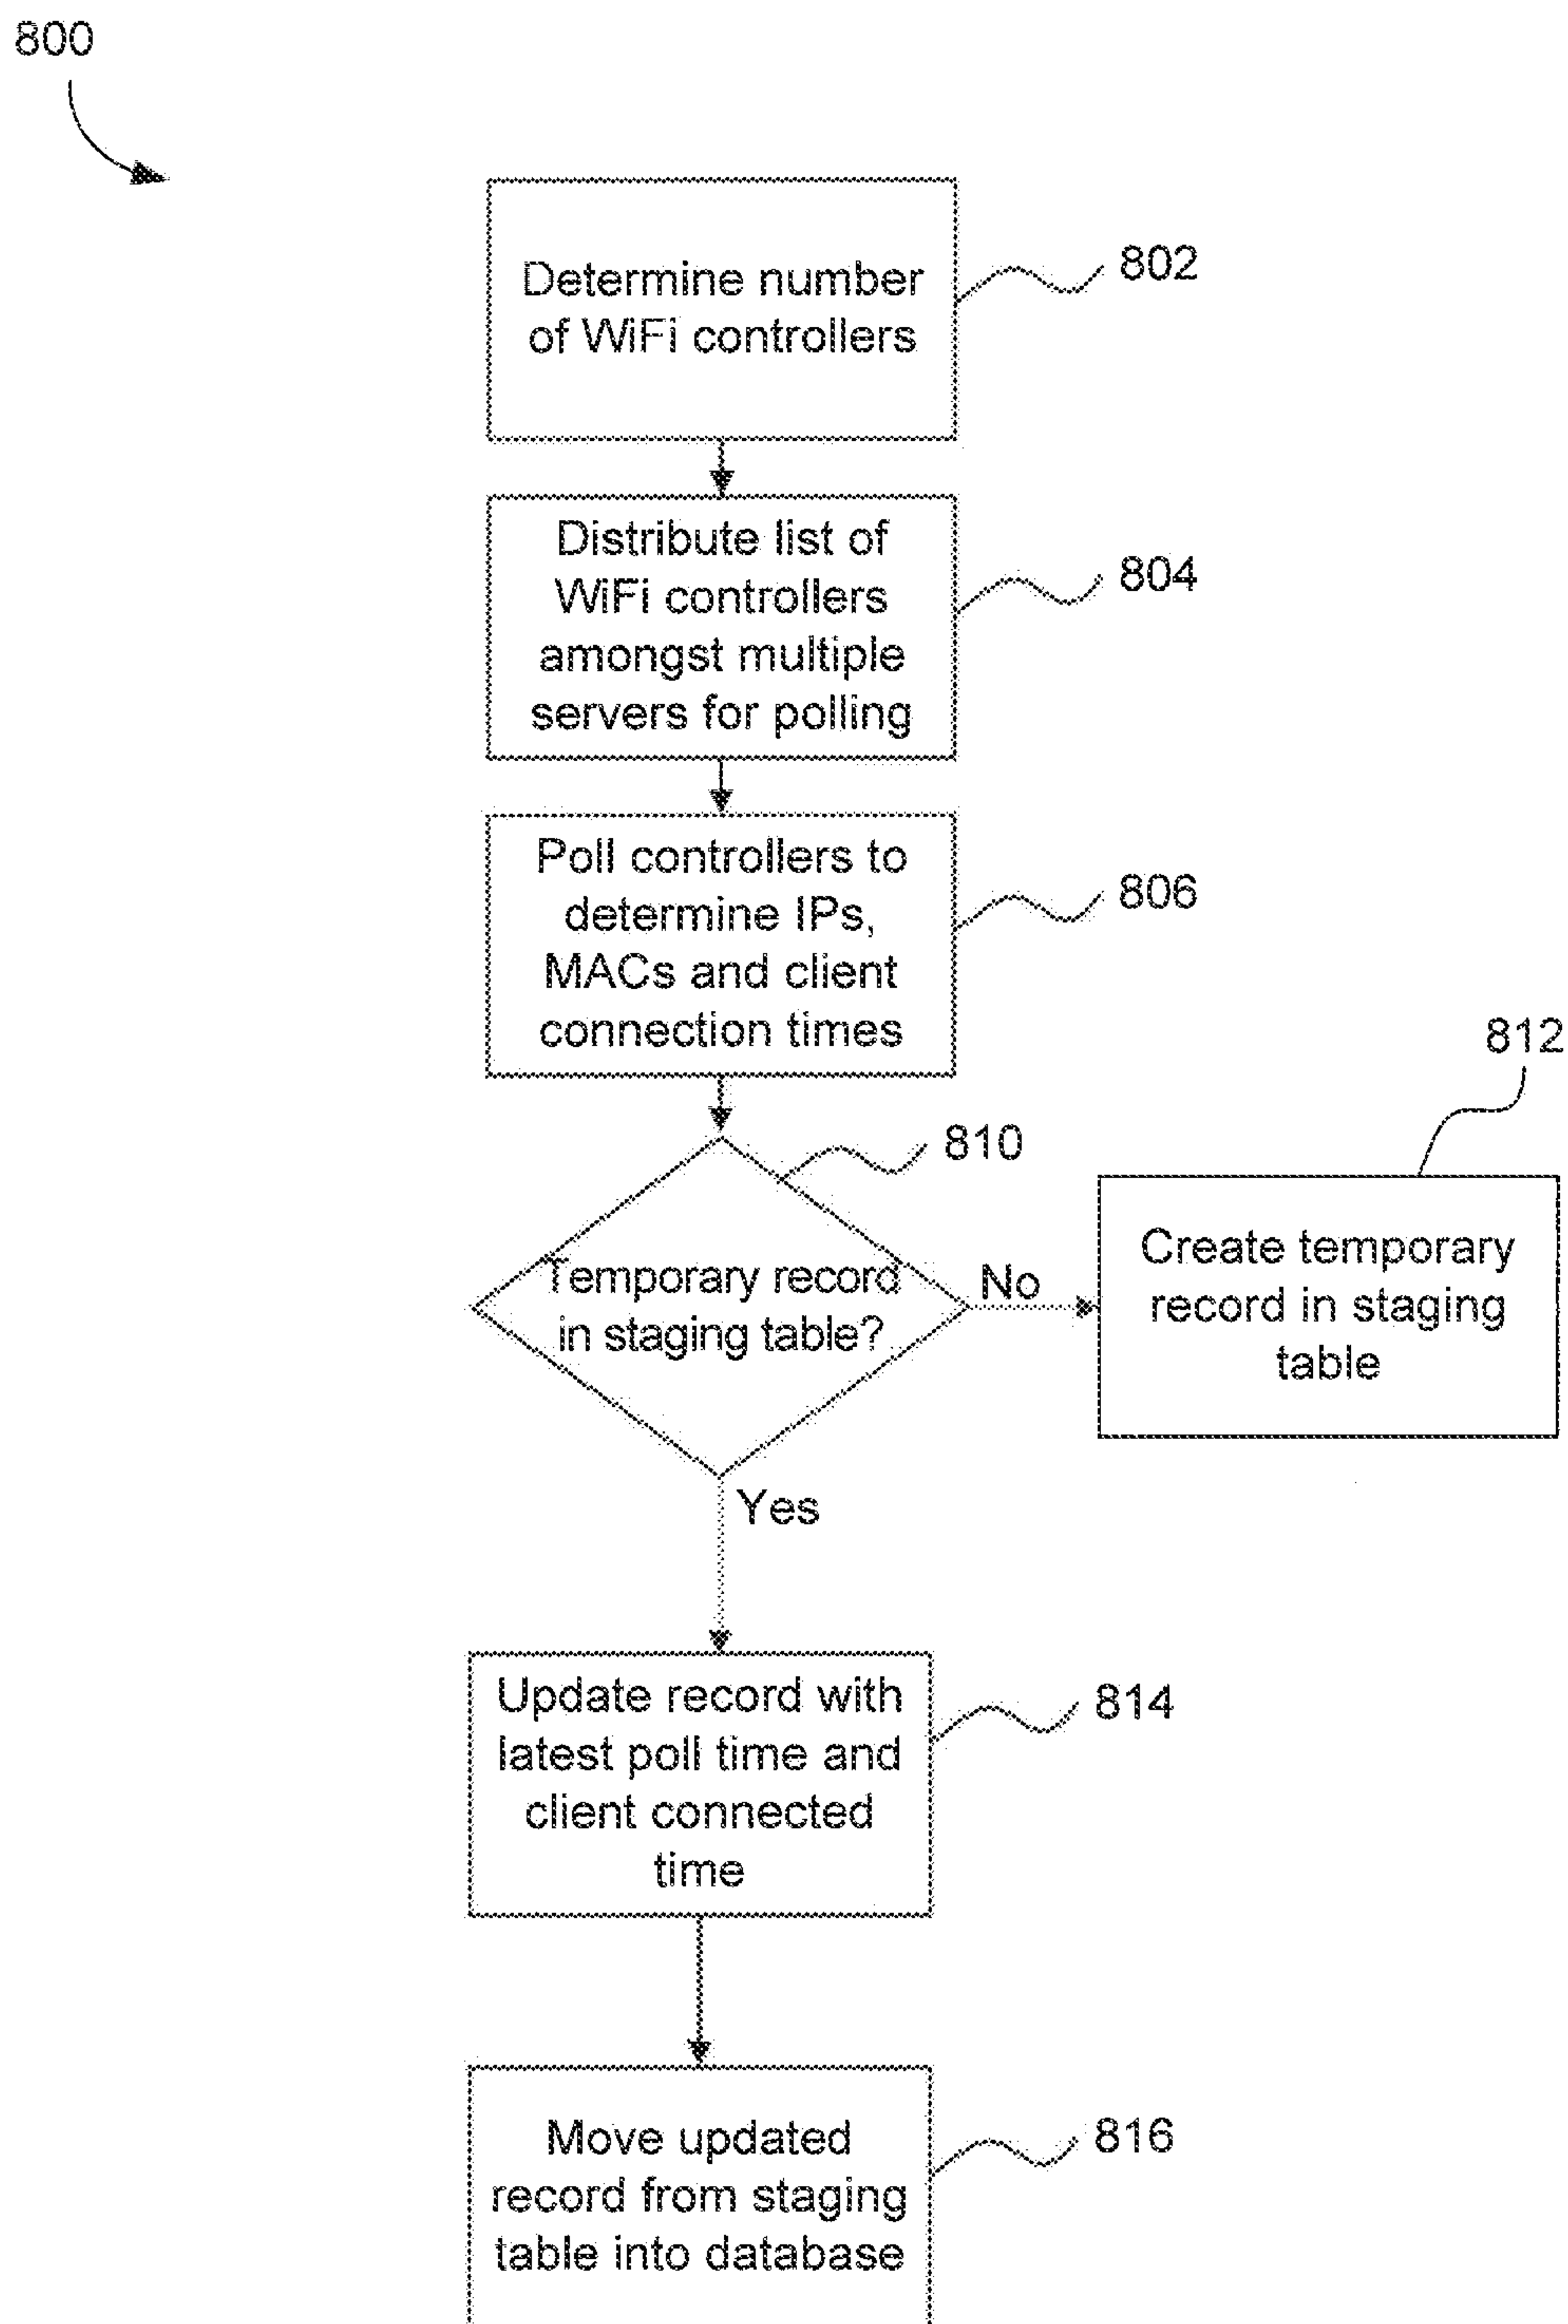 800
Determine number
of WiFi controllers
802
Distribute list of
WiFi controllers
amongst multiple
servers for polling
804
Poll controllers to
determine IPs,
MACs and client
connection times
806
810
Temporary record
in staging table?
No
812
Create temporary
record in staging
table
Yes
Update record with
latest poll time and
client connected
time
814
Move updated
record from staging
table into database
816